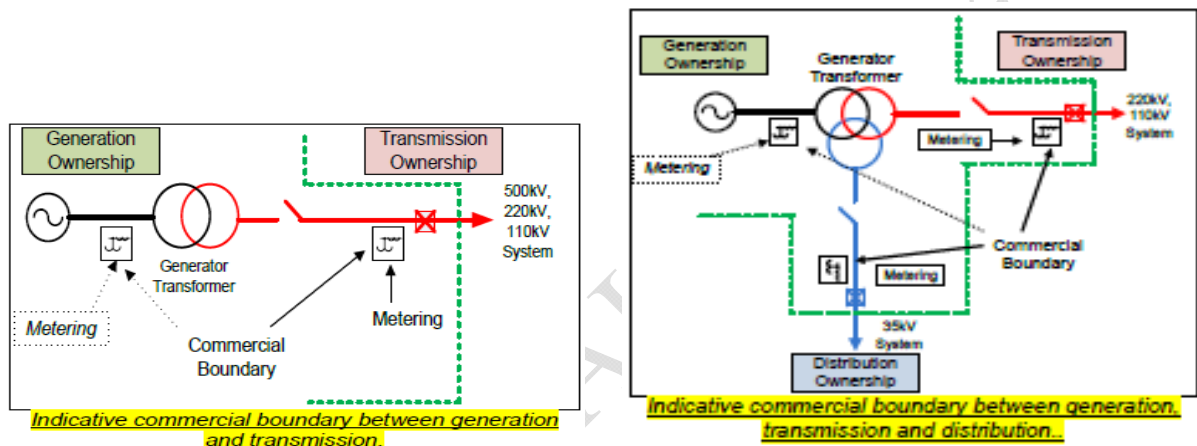 Generation
Ownership
Transmission
Ownership
500kV,
220kV,
110kV
System
Generator
Transformer
Metering
Metering
Commercial
Boundary
Indicative commercial boundary between generation
and transmission.
Generation
Ownership
Generator
Transformer
Transmission
Ownership
220kV,
110kV
System
Metering
Metering
Commercial
Boundary
Metering
35kV
System
Distribution
Ownership
Indicative commercial boundary between generation,
transmission and distribution..